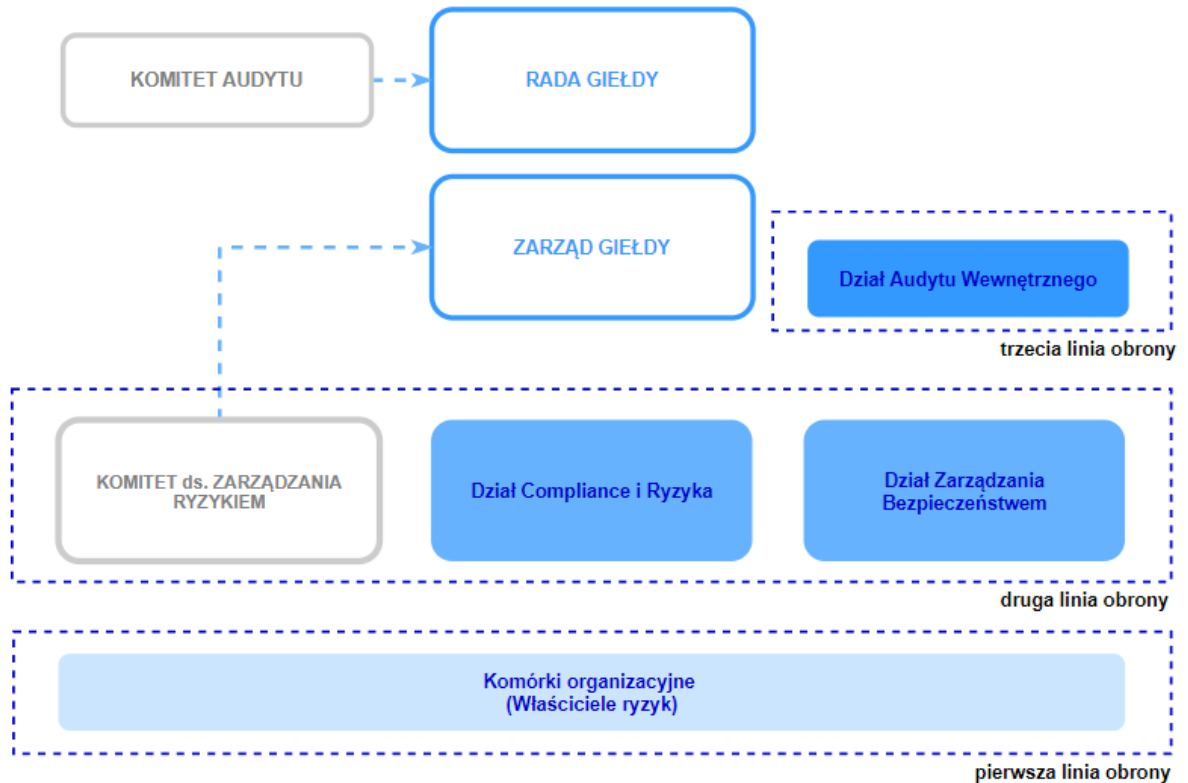 KOMITET AUDYTU
RADA GIEŁDY
ZARZĄD GIEŁDY
Dział Audytu Wewnętrznego
trzecia linia obrony
KOMITET ds. ZARZĄDZANIA
RYZYKIEM
Dział Compliance i Ryzyka
Dział Zarządzania
Bezpieczeństwem
druga linia obrony
Komórki organizacyjne
(Właściciele ryzyk)
pierwsza linia obrony